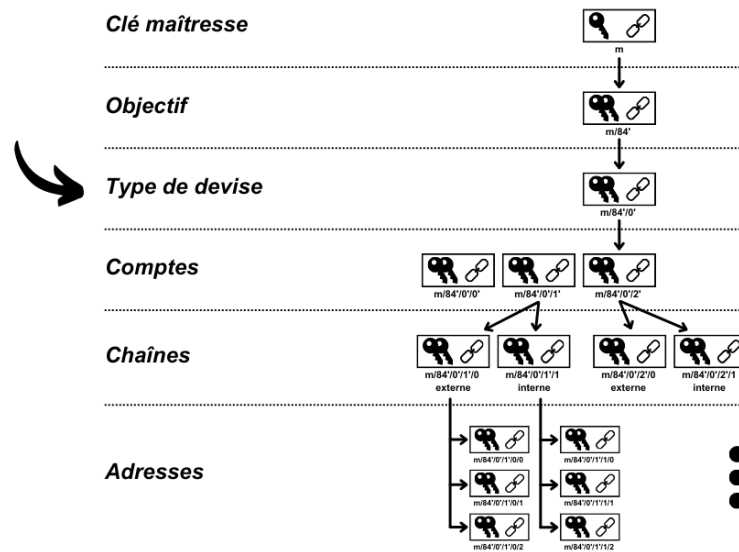 Clé maîtresse
m
Objectif
m/84'
Type de devise
m/84'/0'
Comptes
m/84'/0'/0' m/84'/0'/1' m/84'/0'/2'
Chaînes
m/84'/0'/1'/0 m/84'/0'/1'/1 m/84'/0'/2'/0 m/84'/0'/2'/1
externe interne externe interne
Adresses
m/84'/0'/1'/0/0 m/84'/0'/1'/1/0
m/84'/0'/1'/0/1 m/84'/0'/1'/1/1
m/84'/0'/1'/0/2 m/84'/0'/1'/1/2